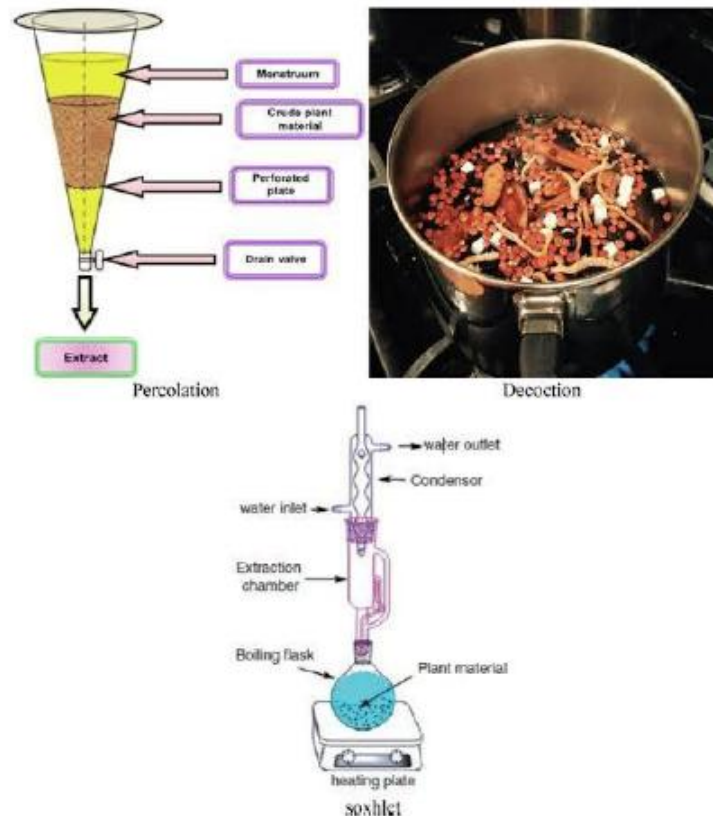 Menstruum
Crude plant
material
Perforated
plate
Drain valve
Extract
Percolation
Decoction
water outlet
Condensor
water inlet
Extraction
chamber
Boiling flask
Plant material
heating plate
soxhlet